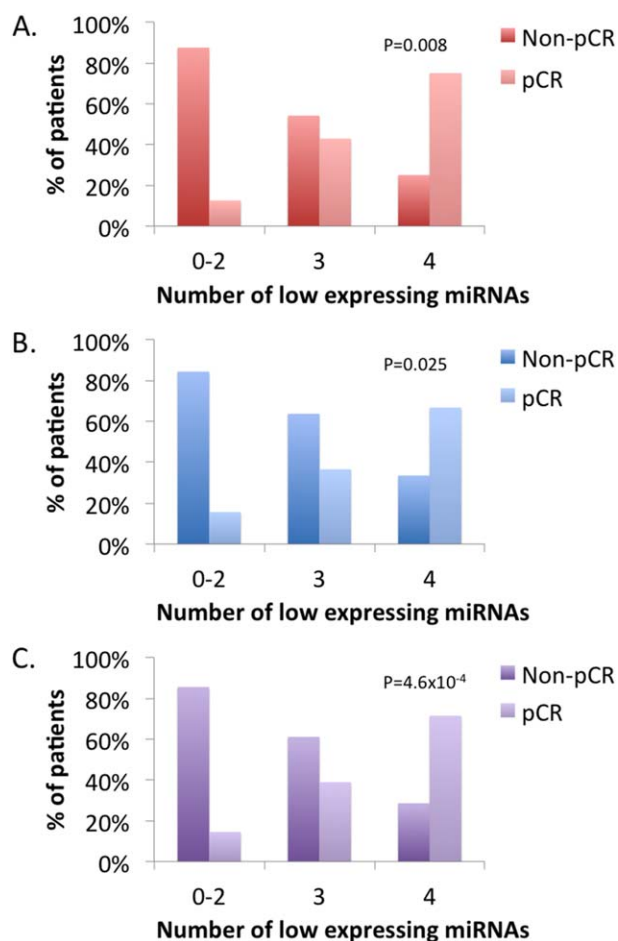 A.
100%
80%
60%
40%
20%
0%
% of patients
P=0.008
Non-pCR
pCR
0-2 3 4
Number of low expressing miRNAs
B.
100%
80%
60%
40%
20%
0%
% of patients
P=0.025
Non-pCR
pCR
0-2 3 4
Number of low expressing miRNAs
C.
100%
80%
60%
40%
20%
0%
% of patients
P=4.6x10⁻⁴
Non-pCR
pCR
0-2 3 4
Number of low expressing miRNAs